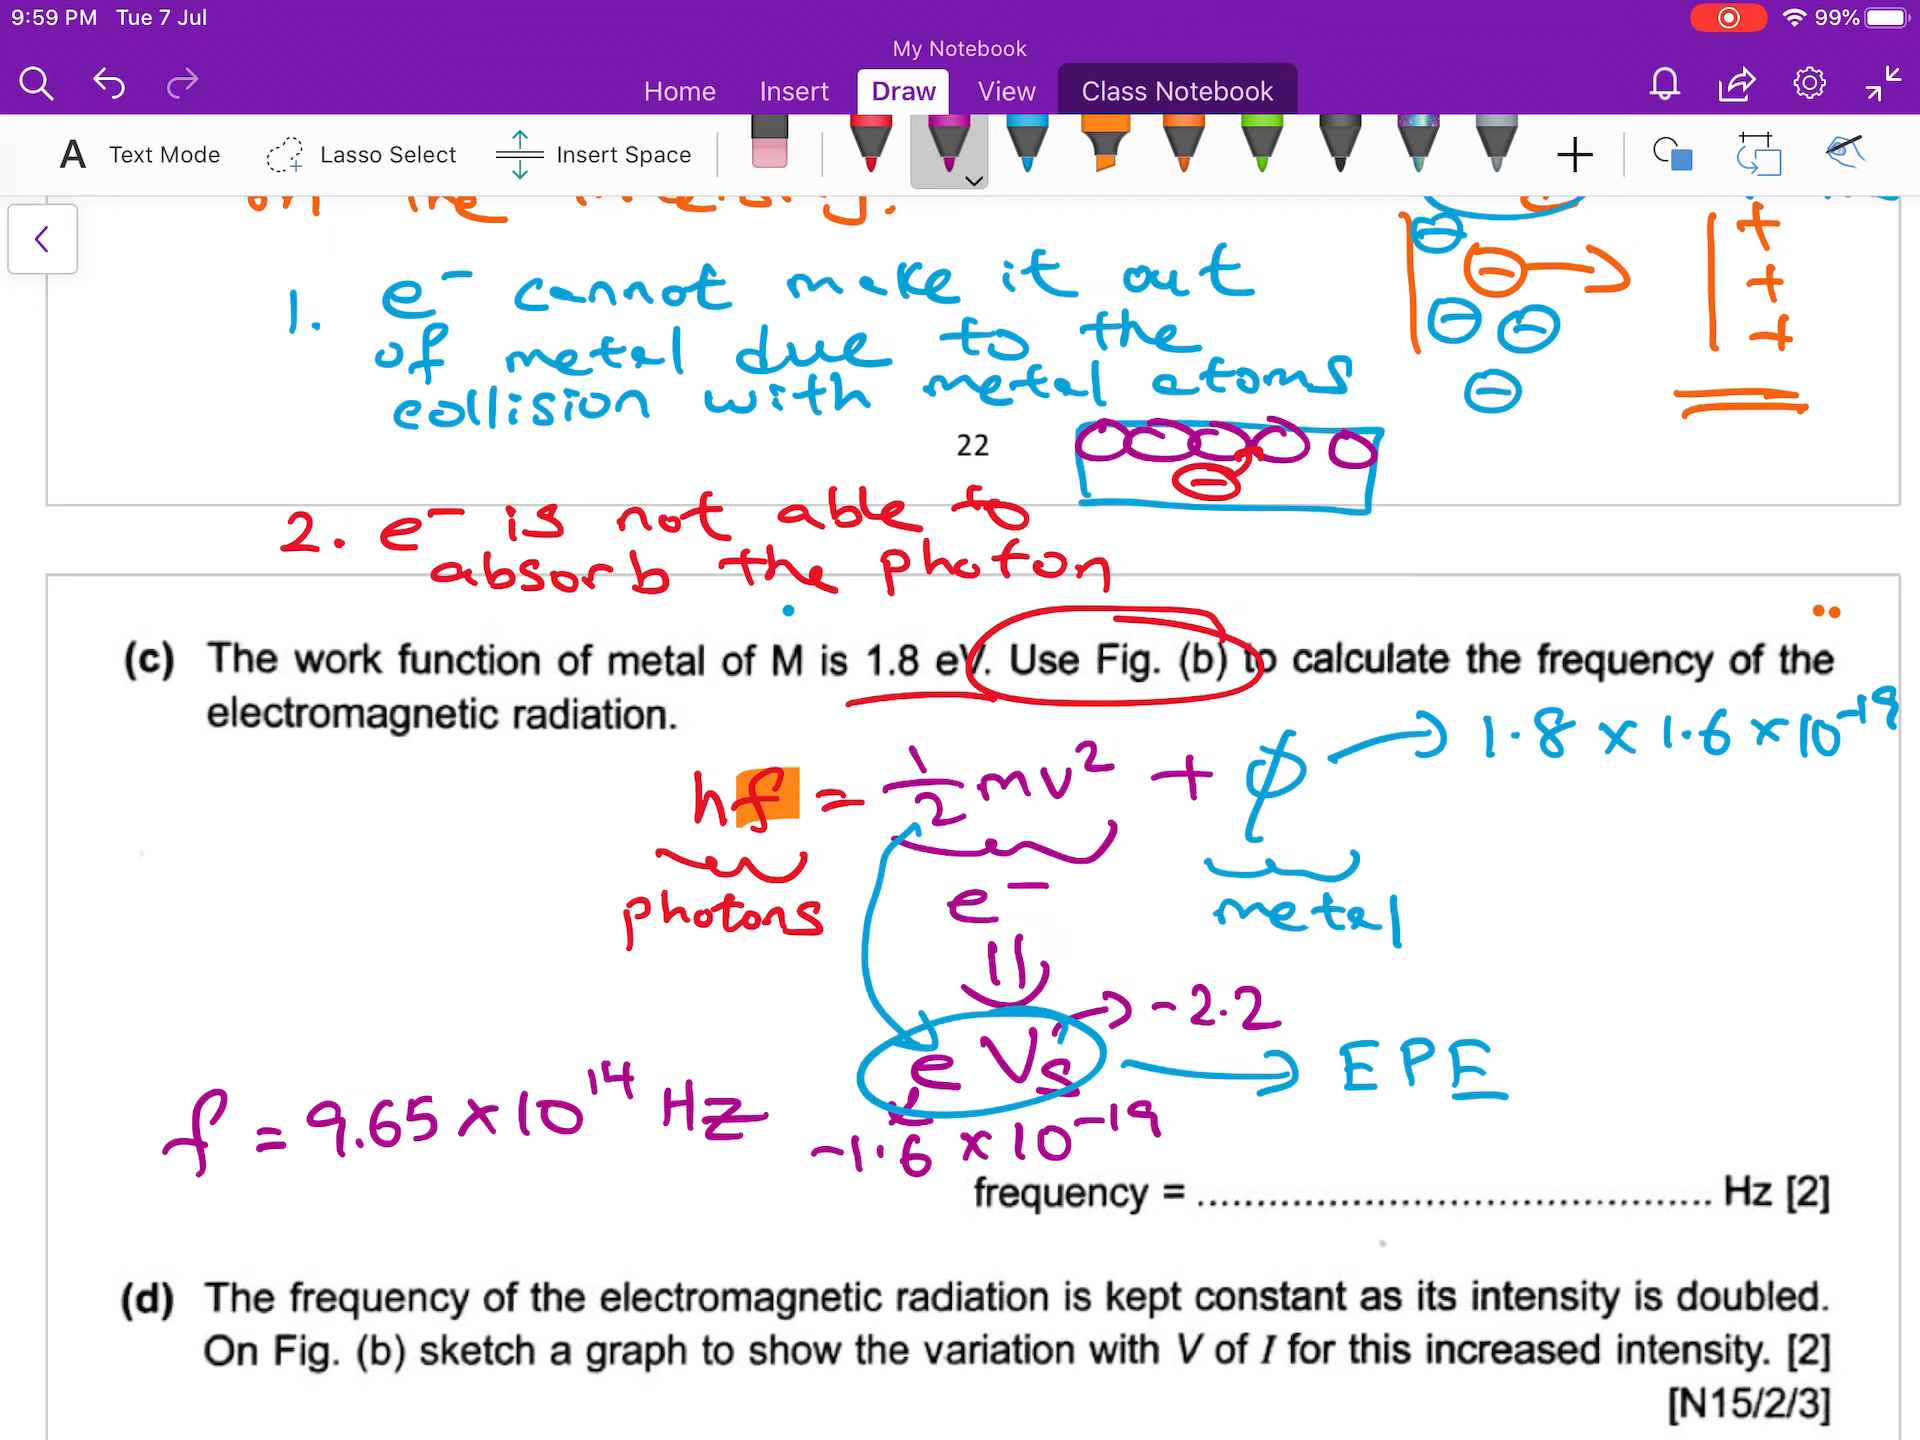 9:59 PM Tue 7 Jul
99%
My Notebook
Home Insert Draw View Class Notebook
A Text Mode Lasso Select Insert Space
on the
1. e⁻ cannot make it out
of metal due to the
collision with metal atoms
+
+
+
22
2. e⁻ is not able to
absorb the photon
(c) The work function of metal of M is 1.8 eV. Use Fig. (b) to calculate the frequency of the
electromagnetic radiation.
→ 1.8 × 1.6 × 10⁻¹⁹
hf = ½mv² + ϕ
photons e⁻ metal
=
→ -2.2
eVs → EPE
f = 9.65 × 10¹⁴ Hz
-1.6 × 10⁻¹⁹
frequency = ................................................ Hz [2]
(d) The frequency of the electromagnetic radiation is kept constant as its intensity is doubled.
On Fig. (b) sketch a graph to show the variation with V of I for this increased intensity. [2]
[N15/2/3]